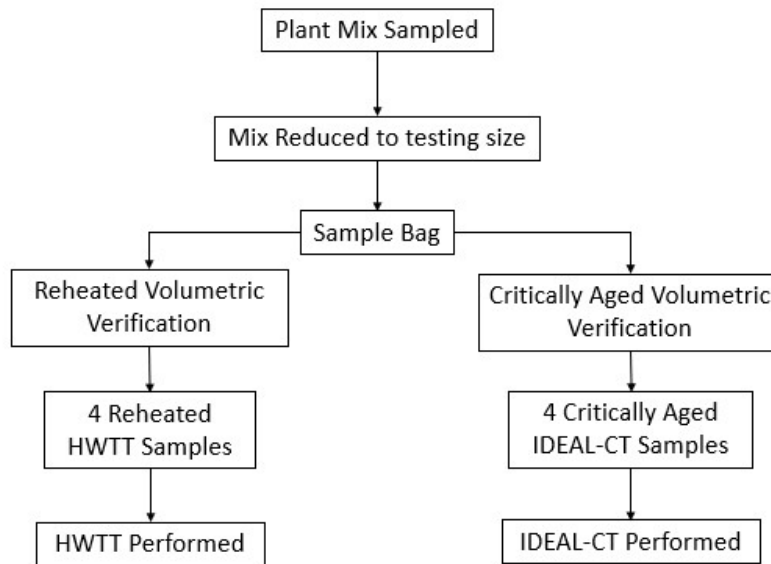 Plant Mix Sampled
Mix Reduced to testing size
Sample Bag
Reheated Volumetric
Verification
Critically Aged Volumetric
Verification
4 Reheated
HWTT Samples
4 Critically Aged
IDEAL-CT Samples
HWTT Performed
IDEAL-CT Performed